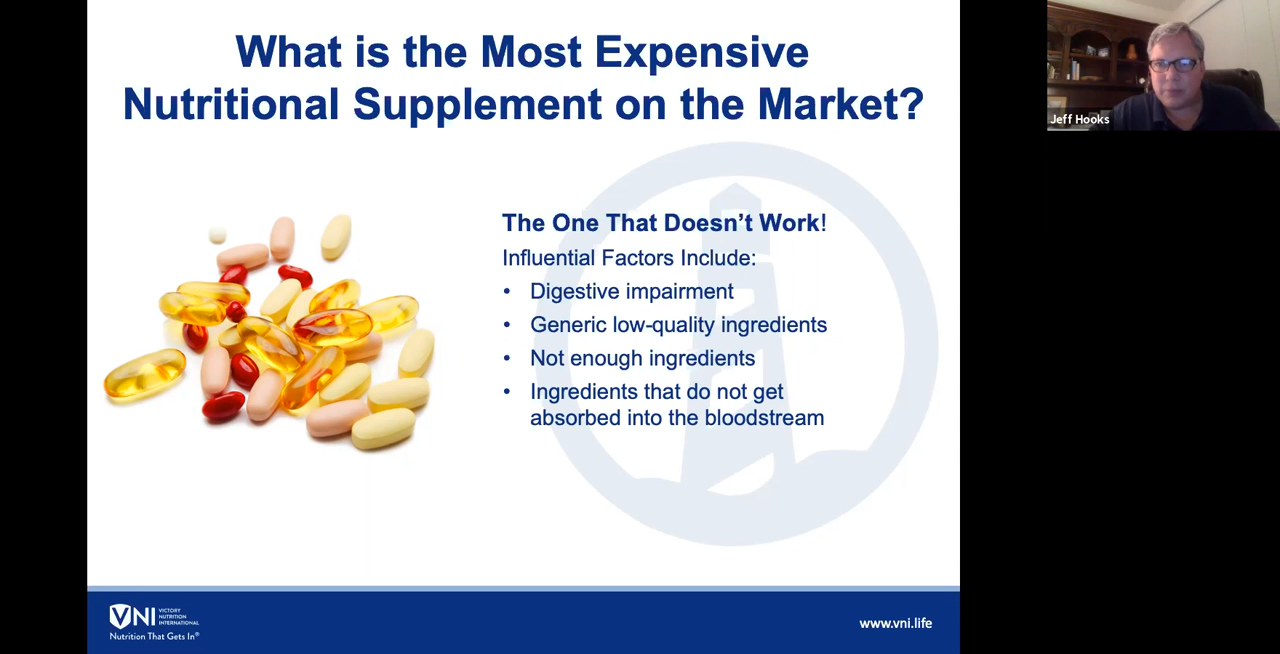 What is the Most Expensive
Nutritional Supplement on the Market?
The One That Doesn’t Work!
Influential Factors Include:
• Digestive impairment
• Generic low-quality ingredients
• Not enough ingredients
• Ingredients that do not get
absorbed into the bloodstream
VNI
VICTORY
NUTRITION
INTERNATIONAL
Nutrition That Gets In®
www.vni.life
Jeff Hooks